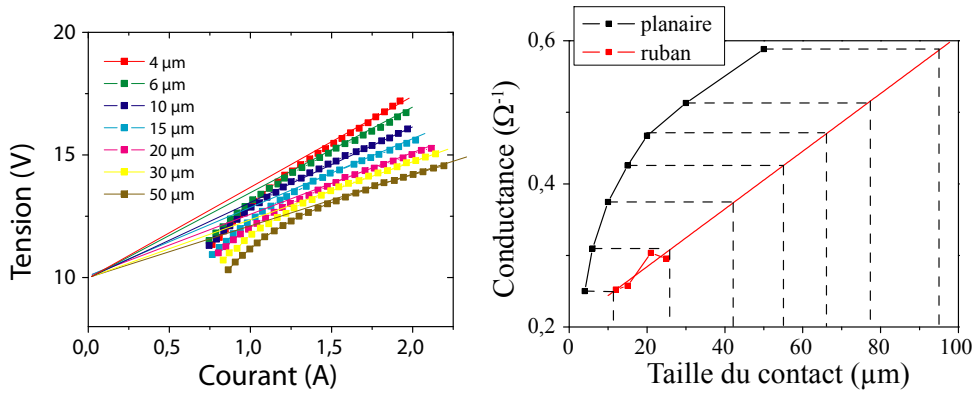 20
15
10
Tension (V)
4 µm
6 µm
10 µm
15 µm
20 µm
30 µm
50 µm
0,0
0,5
1,0
1,5
2,0
Courant (A)
planaire
ruban
0,6
0,4
0,2
Conductance (Ω⁻¹)
0
20
40
60
80
100
Taille du contact (µm)